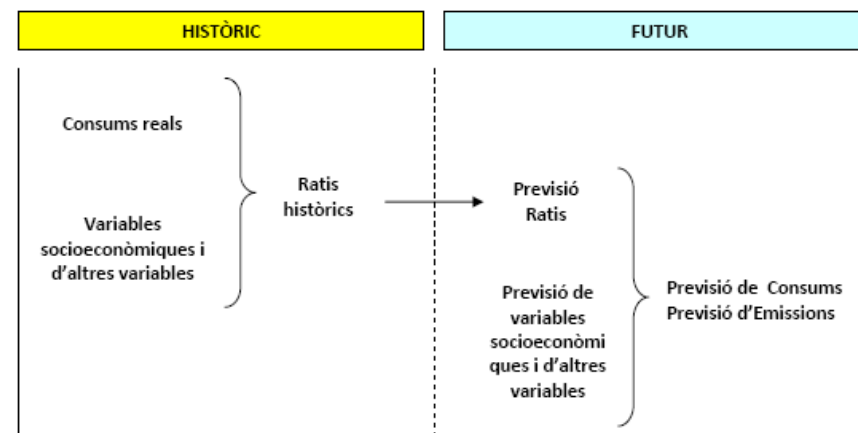 HISTÒRIC
FUTUR
Consums reals
Variables
socioeconòmiques i
d'altres variables
Ratis
històrics
Previsió
Ratis
Previsió de
variables
socioeconòmi
ques i d'altres
variables
Previsió de Consums
Previsió d'Emissions